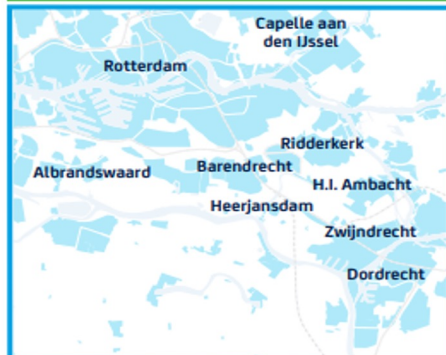 Capelle aan
den IJssel
Rotterdam
Ridderkerk
Barendrecht
Albrandswaard
H.I. Ambacht
Heerjansdam
Zwijndrecht
Dordrecht